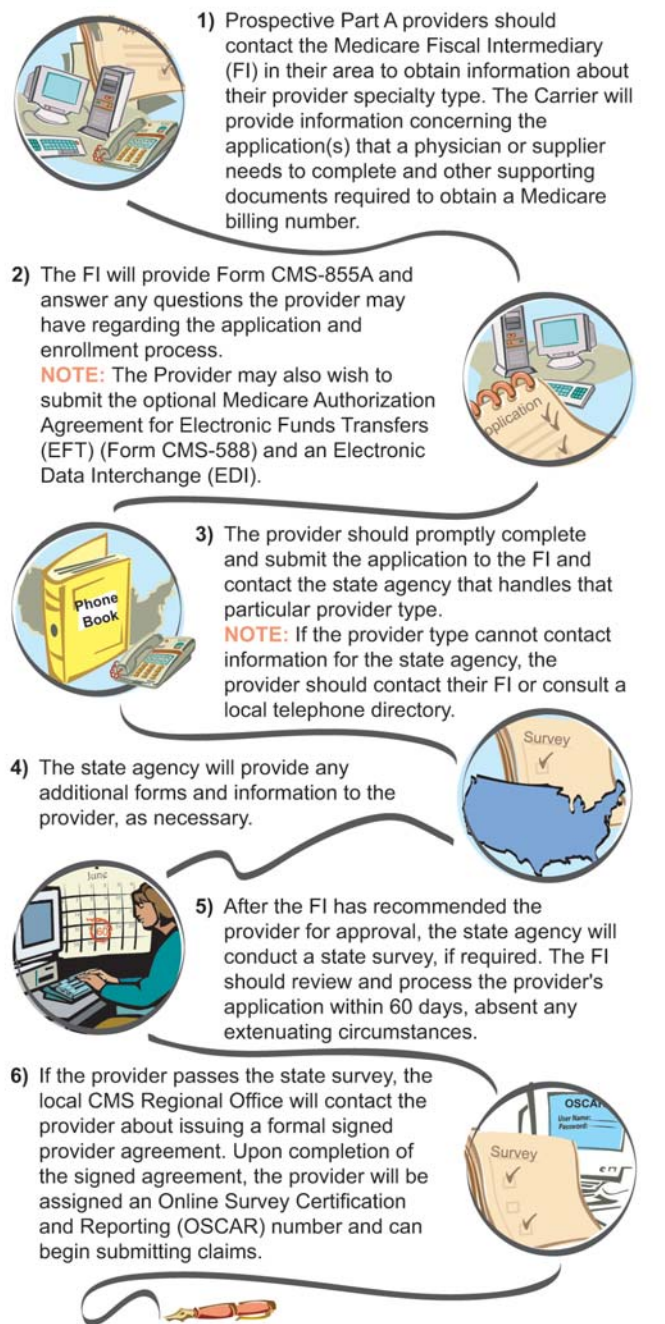 1) Prospective Part A providers should
contact the Medicare Fiscal Intermediary
(FI) in their area to obtain information about
their provider specialty type. The Carrier will
provide information concerning the
application(s) that a physician or supplier
needs to complete and other supporting
documents required to obtain a Medicare
billing number.
2) The FI will provide Form CMS-855A and
answer any questions the provider may
have regarding the application and
enrollment process.
NOTE: The Provider may also wish to
submit the optional Medicare Authorization
Agreement for Electronic Funds Transfers
(EFT) (Form CMS-588) and an Electronic
Data Interchange (EDI).
pplication
Phone
Book
3) The provider should promptly complete
and submit the application to the FI and
contact the state agency that handles that
particular provider type.
NOTE: If the provider type cannot contact
information for the state agency, the
provider should contact their FI or consult a
local telephone directory.
Survey
4) The state agency will provide any
additional forms and information to the
provider, as necessary.
June
60
5) After the FI has recommended the
provider for approval, the state agency will
conduct a state survey, if required. The FI
should review and process the provider's
application within 60 days, absent any
extenuating circumstances.
6) If the provider passes the state survey, the
local CMS Regional Office will contact the
provider about issuing a formal signed
provider agreement. Upon completion of
the signed agreement, the provider will be
assigned an Online Survey Certification
and Reporting (OSCAR) number and can
begin submitting claims.
OSCAR
User Name:
Password:
Survey